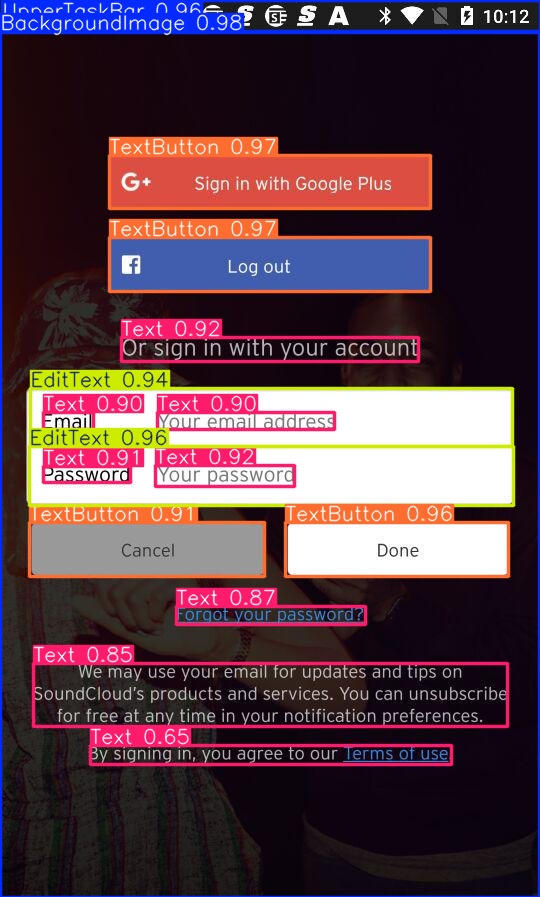 UpperTaskBar 0.96
BackgroundImage 0.98
10:12
TextButton 0.97
G+ Sign in with Google Plus
TextButton 0.97
Log out
Text 0.92
Or sign in with your account
EditText 0.94
Text 0.90 Text 0.90
Email Your email address
EditText 0.96
Text 0.91 Text 0.92
Password Your password
TextButton 0.91 TextButton 0.96
Cancel Done
Text 0.87
Forgot your password?
Text 0.85
We may use your email for updates and tips on
SoundCloud's products and services. You can unsubscribe
for free at any time in your notification preferences.
Text 0.65
By signing in, you agree to our Terms of use